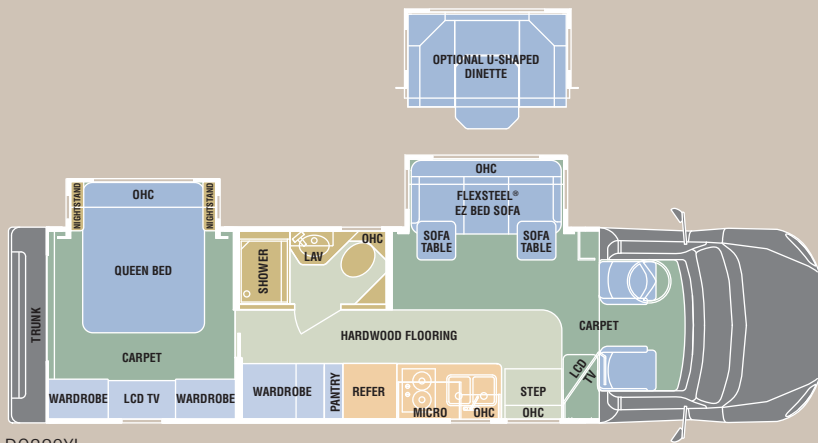 OPTIONAL U-SHAPED
DINETTE
OHC
FLEXSTEEL®
EZ BED SOFA
SOFA
TABLE
SOFA
TABLE
NIGHTSTAND
OHC
NIGHTSTAND
QUEEN BED
OHC
LAV
SHOWER
TRUNK
HARDWOOD FLOORING
CARPET
CARPET
LCD
TV
WARDROBE
LCD TV
WARDROBE
WARDROBE
PANTRY
REFER
MICRO
OHC
STEP
OHC